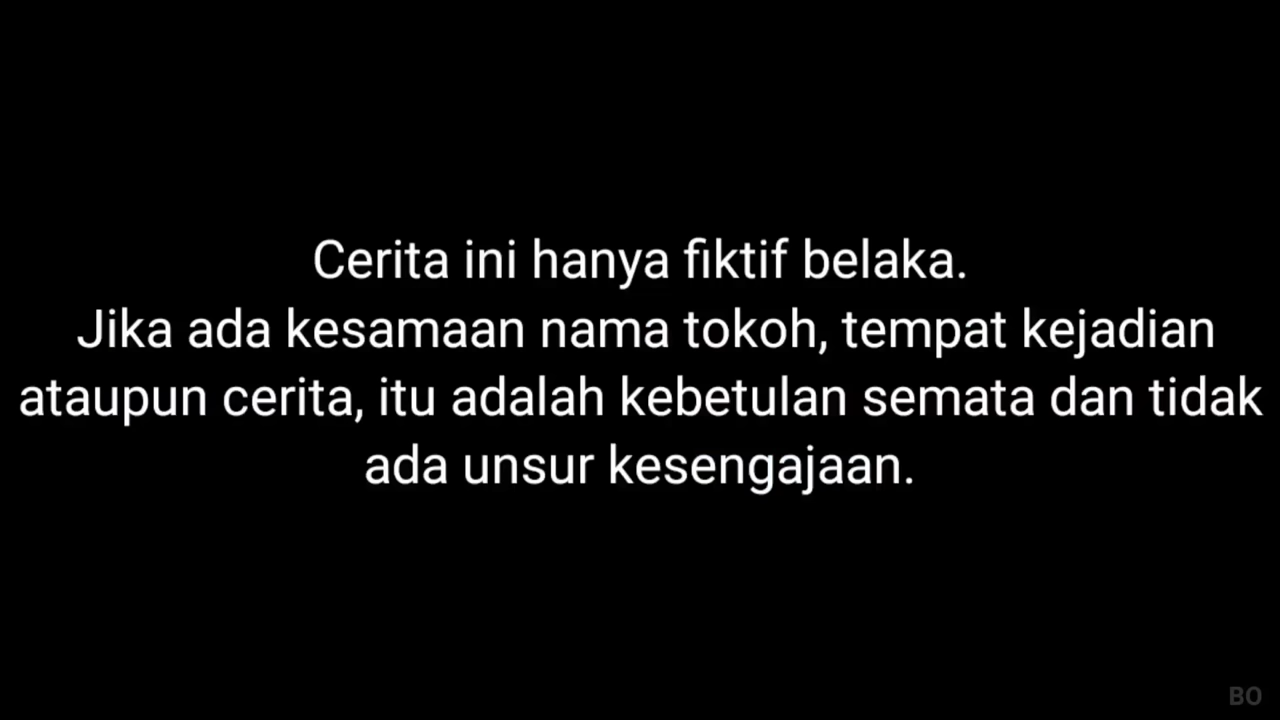 Cerita ini hanya fiktif belaka.
Jika ada kesamaan nama tokoh, tempat kejadian
ataupun cerita, itu adalah kebetulan semata dan tidak
ada unsur kesengajaan.
BO